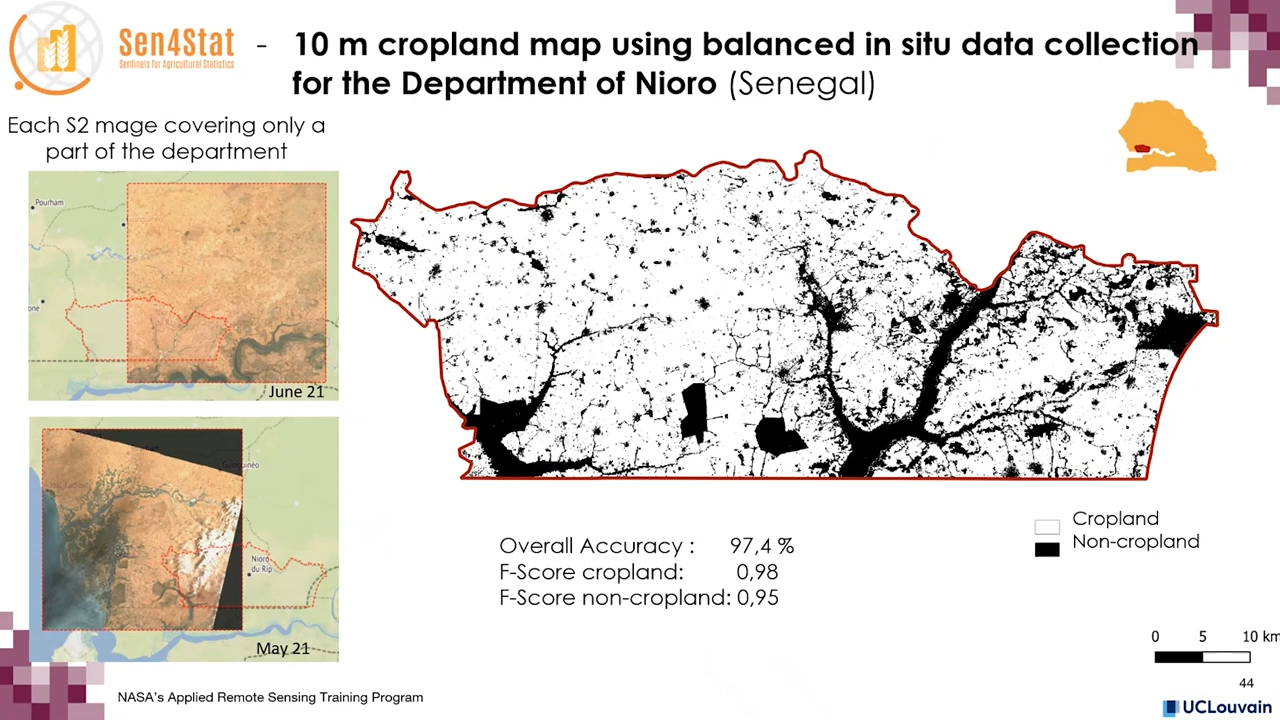 Sen4Stat
Sentinels for Agricultural Statistics
- 10 m cropland map using balanced in situ data collection
for the Department of Nioro (Senegal)
Each S2 mage covering only a
part of the department
Pourham
one
June 21
Nioro
du Rip
May 21
Overall Accuracy : 97,4 %
F-Score cropland: 0,98
F-Score non-cropland: 0,95
Cropland
Non-cropland
0 5 10 km
44
NASA's Applied Remote Sensing Training Program
UCLouvain